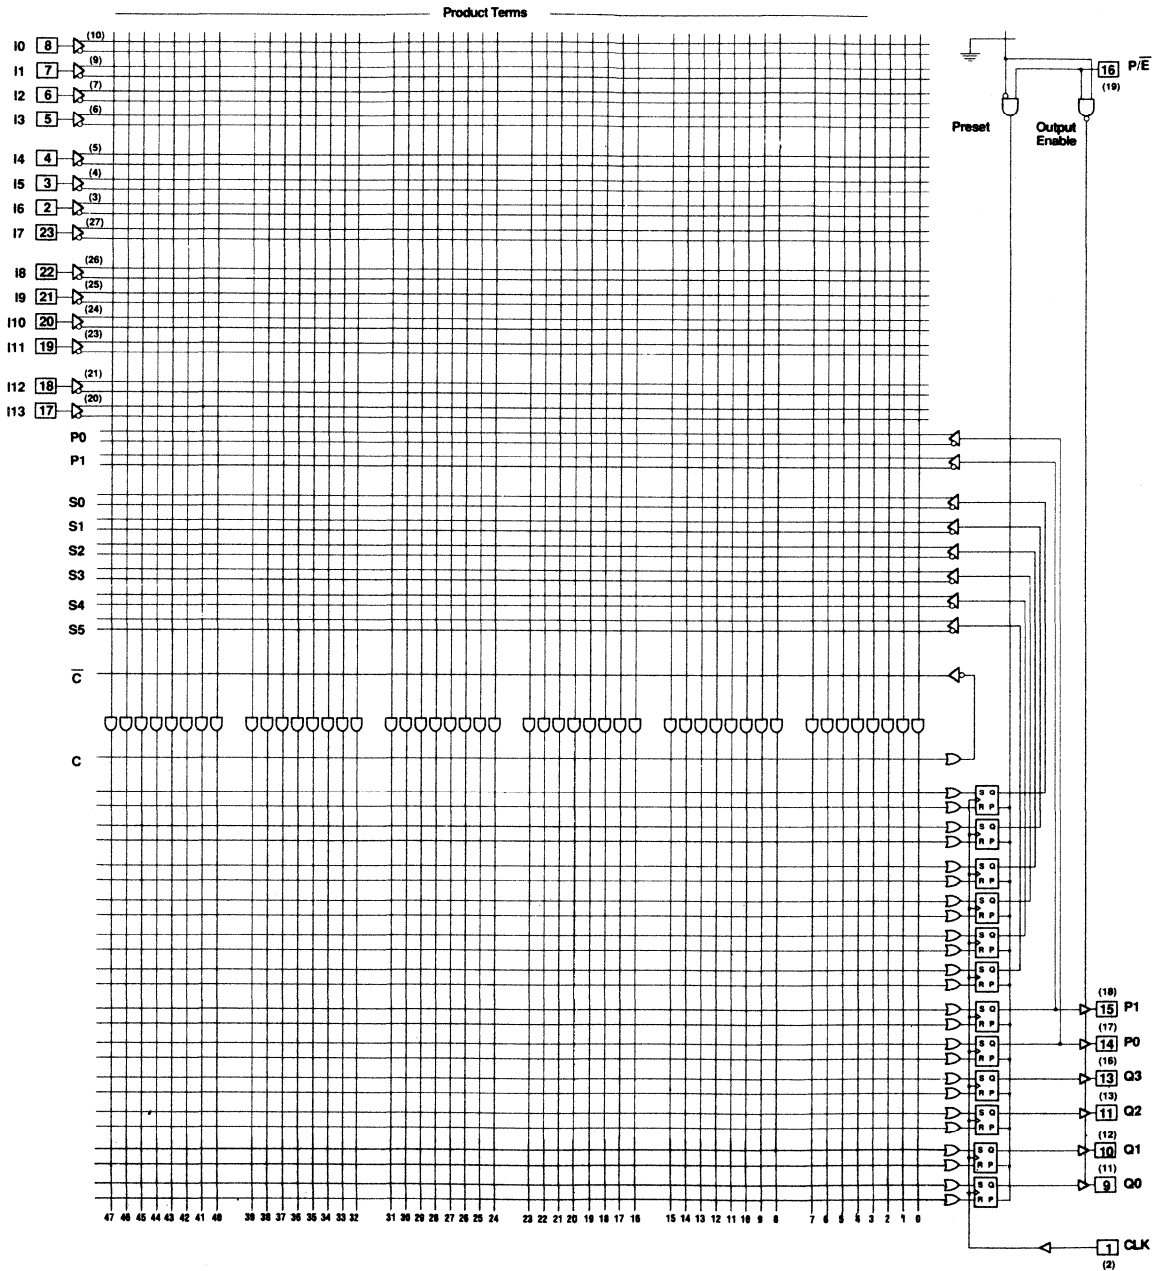 Product Terms
I0 8 (10)
I1 7 (9)
I2 6 (7)
I3 5 (6)
I4 4 (5)
I5 3 (4)
I6 2 (3)
I7 23 (27)
I8 22 (26)
I9 21 (25)
I10 20 (24)
I11 19 (23)
I12 18 (21)
I13 17 (20)
P0
P1
S0
S1
S2
S3
S4
S5
C̅
C
16 P/E̅
(19)
Preset
Output
Enable
S Q
R P
S Q
R P
S Q
R P
S Q
R P
S Q
R P
S Q
R P
(18)
S Q 15 P1
R P
(17)
S Q 14 P0
R P
(16)
S Q 13 Q3
R P
(13)
S Q 11 Q2
R P
(12)
S Q 10 Q1
R P
(11)
S Q 9 Q0
R P
47 46 45 44 43 42 41 40 39 38 37 36 35 34 33 32 31 30 29 28 27 26 25 24 23 22 21 20 19 18 17 16 15 14 13 12 11 10 9 8 7 6 5 4 3 2 1 0
1 CLK
(2)